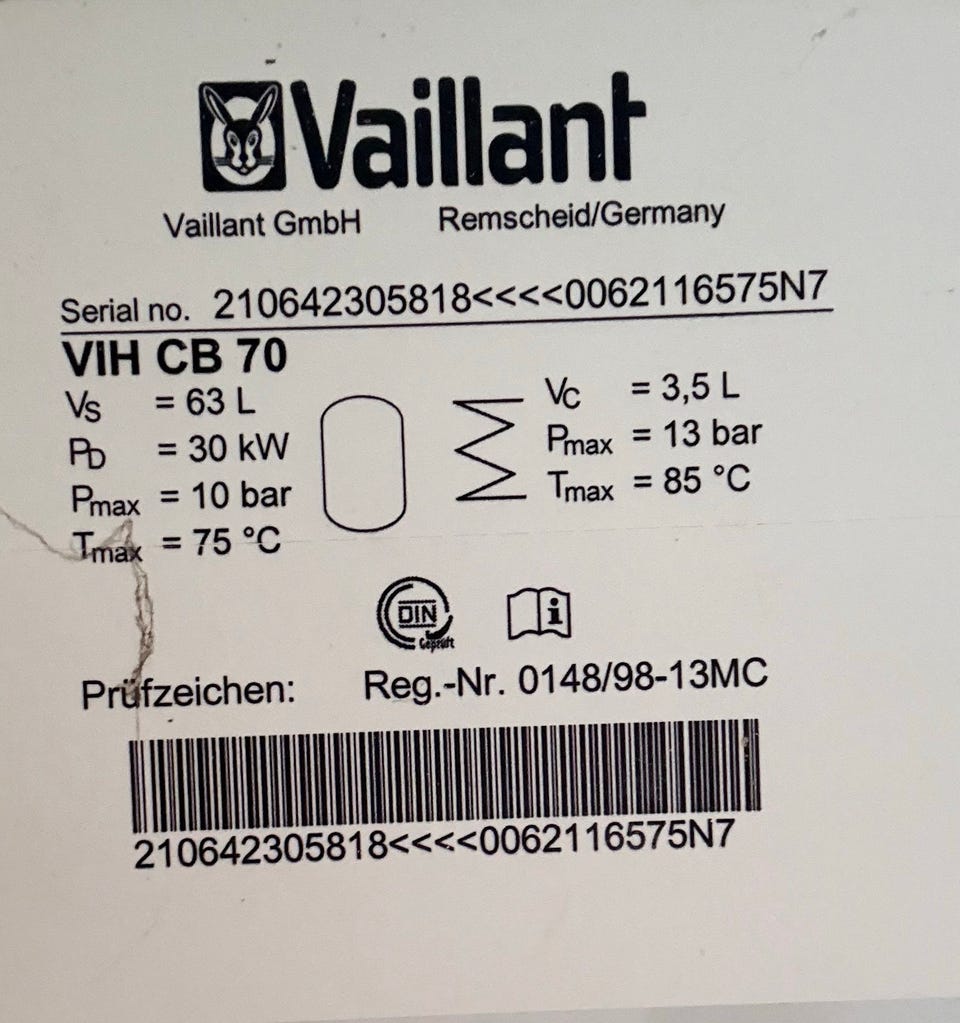 Vaillant
Vaillant GmbH Remscheid/Germany
Serial no. 210642305818<<<<0062116575N7
VIH CB 70
Vs = 63 L
PD = 30 kW
Pmax = 10 bar
Tmax = 75 °C
Vc = 3,5 L
Pmax = 13 bar
Tmax = 85 °C
DIN
Geprüft
i
Prüfzeichen: Reg.-Nr. 0148/98-13MC
210642305818<<<<0062116575N7